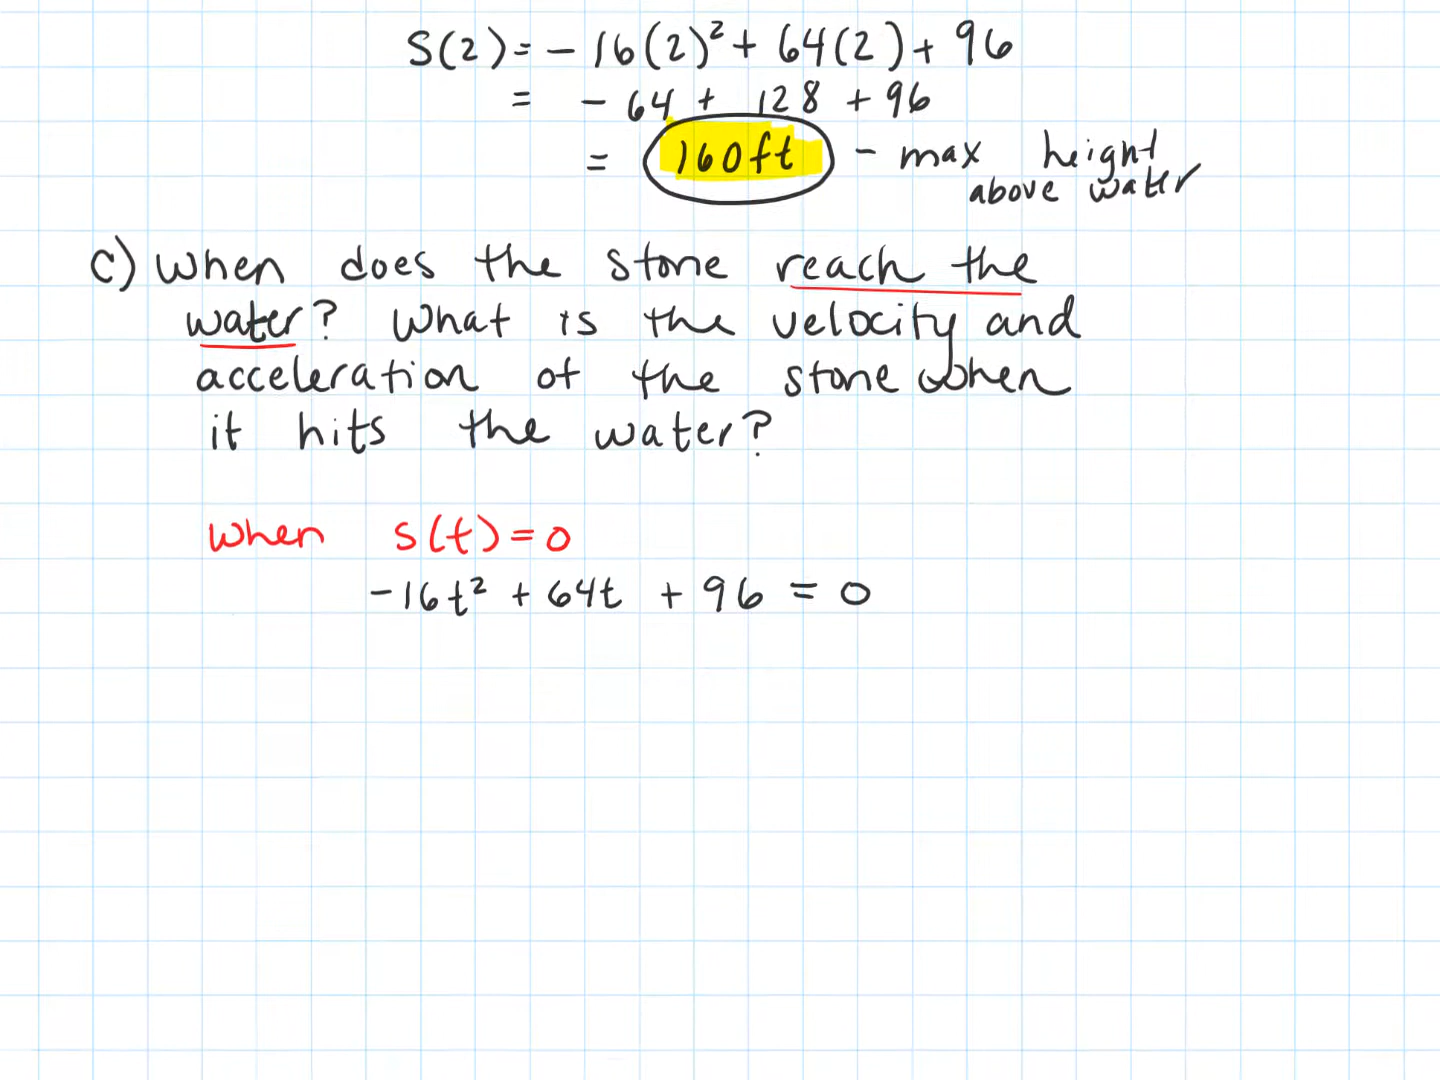 S(2) = - 16(2)² + 64(2) + 96
= - 64 + 128 + 96
= 160ft - max height
above water
c) when does the stone reach the
water? What is the velocity and
acceleration of the stone when
it hits the water?
when s(t) = 0
-16t² + 64t + 96 = 0